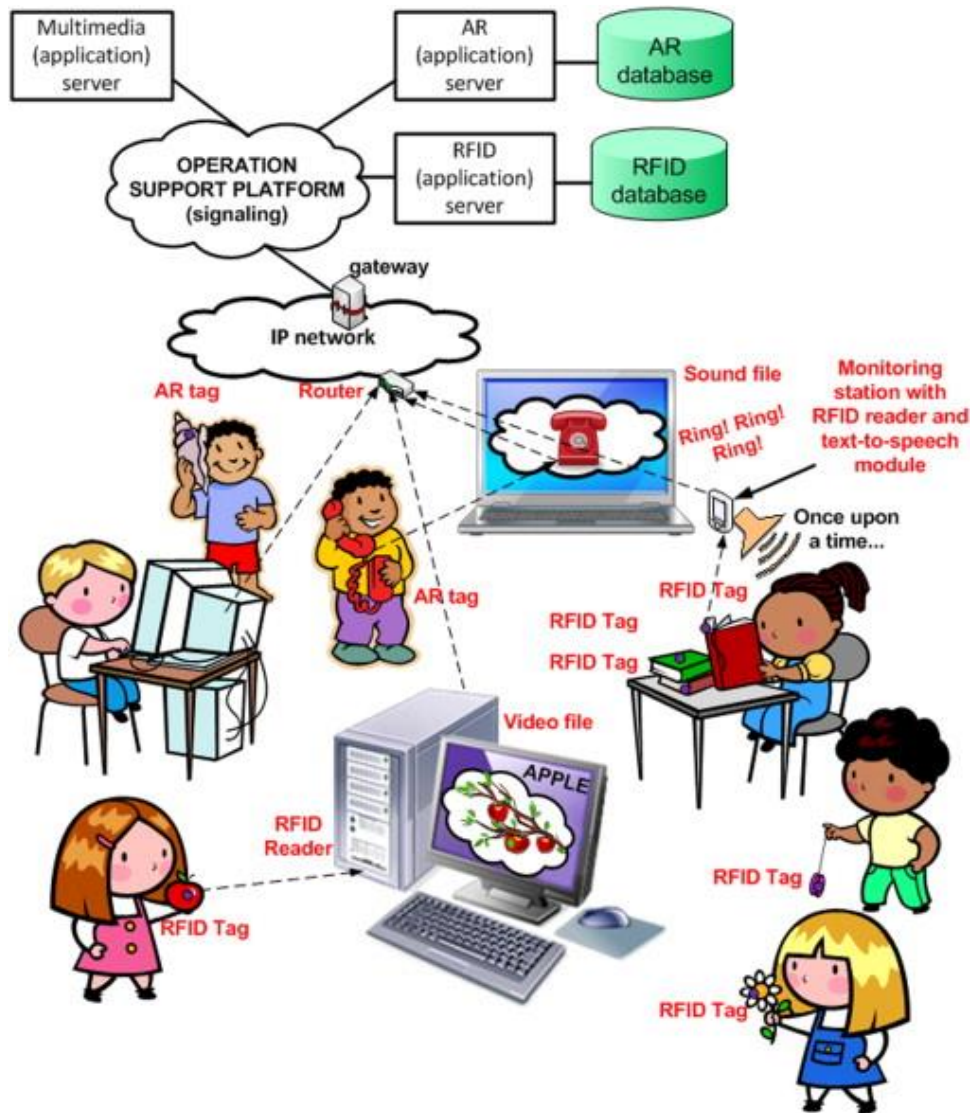 Multimedia
(application)
server
AR
(application)
server
AR
database
OPERATION
SUPPORT PLATFORM
(signaling)
RFID
(application)
server
RFID
database
gateway
IP network
AR tag
Router
Sound file
Ring! Ring!
Ring!
Monitoring
station with
RFID reader and
text-to-speech
module
Once upon
a time...
AR tag
RFID Tag
RFID Tag
RFID Tag
Video file
APPLE
RFID
Reader
RFID Tag
RFID Tag
RFID Tag